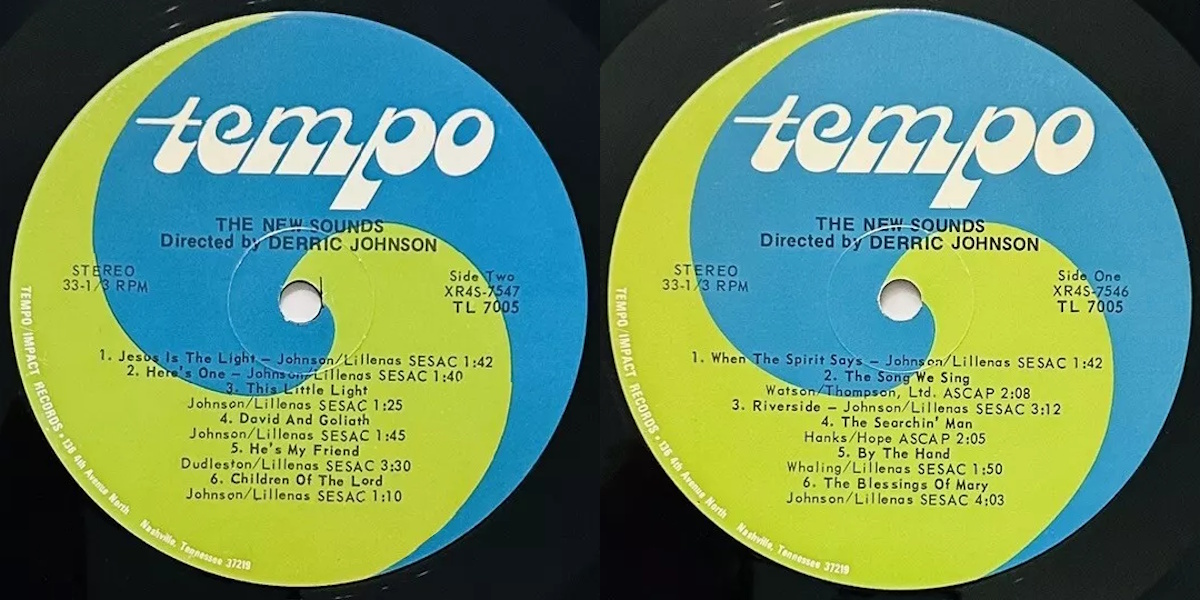 tempo
THE NEW SOUNDS
Directed by DERRIC JOHNSON
STEREO
33-1/3 RPM
Side Two
XR4S-7547
TL 7005
1. Jesus Is The Light — Johnson/Lillenas SESAC 1:42
2. Here's One — Johnson/Lillenas SESAC 1:40
3. This Little Light
Johnson/Lillenas SESAC 1:25
4. David And Goliath
Johnson/Lillenas SESAC 1:45
5. He's My Friend
Dudleston/Lillenas SESAC 3:30
6. Children Of The Lord
Johnson/Lillenas SESAC 1:10
TEMPO/IMPACT RECORDS • 136 4th Avenue North Nashville, Tennessee 37219
tempo
THE NEW SOUNDS
Directed by DERRIC JOHNSON
STEREO
33-1/3 RPM
Side One
XR4S-7546
TL 7005
1. When The Spirit Says — Johnson/Lillenas SESAC 1:42
2. The Song We Sing
Watson/Thompson, Ltd. ASCAP 2:08
3. Riverside — Johnson/Lillenas SESAC 3:12
4. The Searchin' Man
Hanks/Hope ASCAP 2:05
5. By The Hand
Whaling/Lillenas SESAC 1:50
6. The Blessings Of Mary
Johnson/Lillenas SESAC 4:03
TEMPO/IMPACT RECORDS • 136 4th Avenue North Nashville, Tennessee 37219